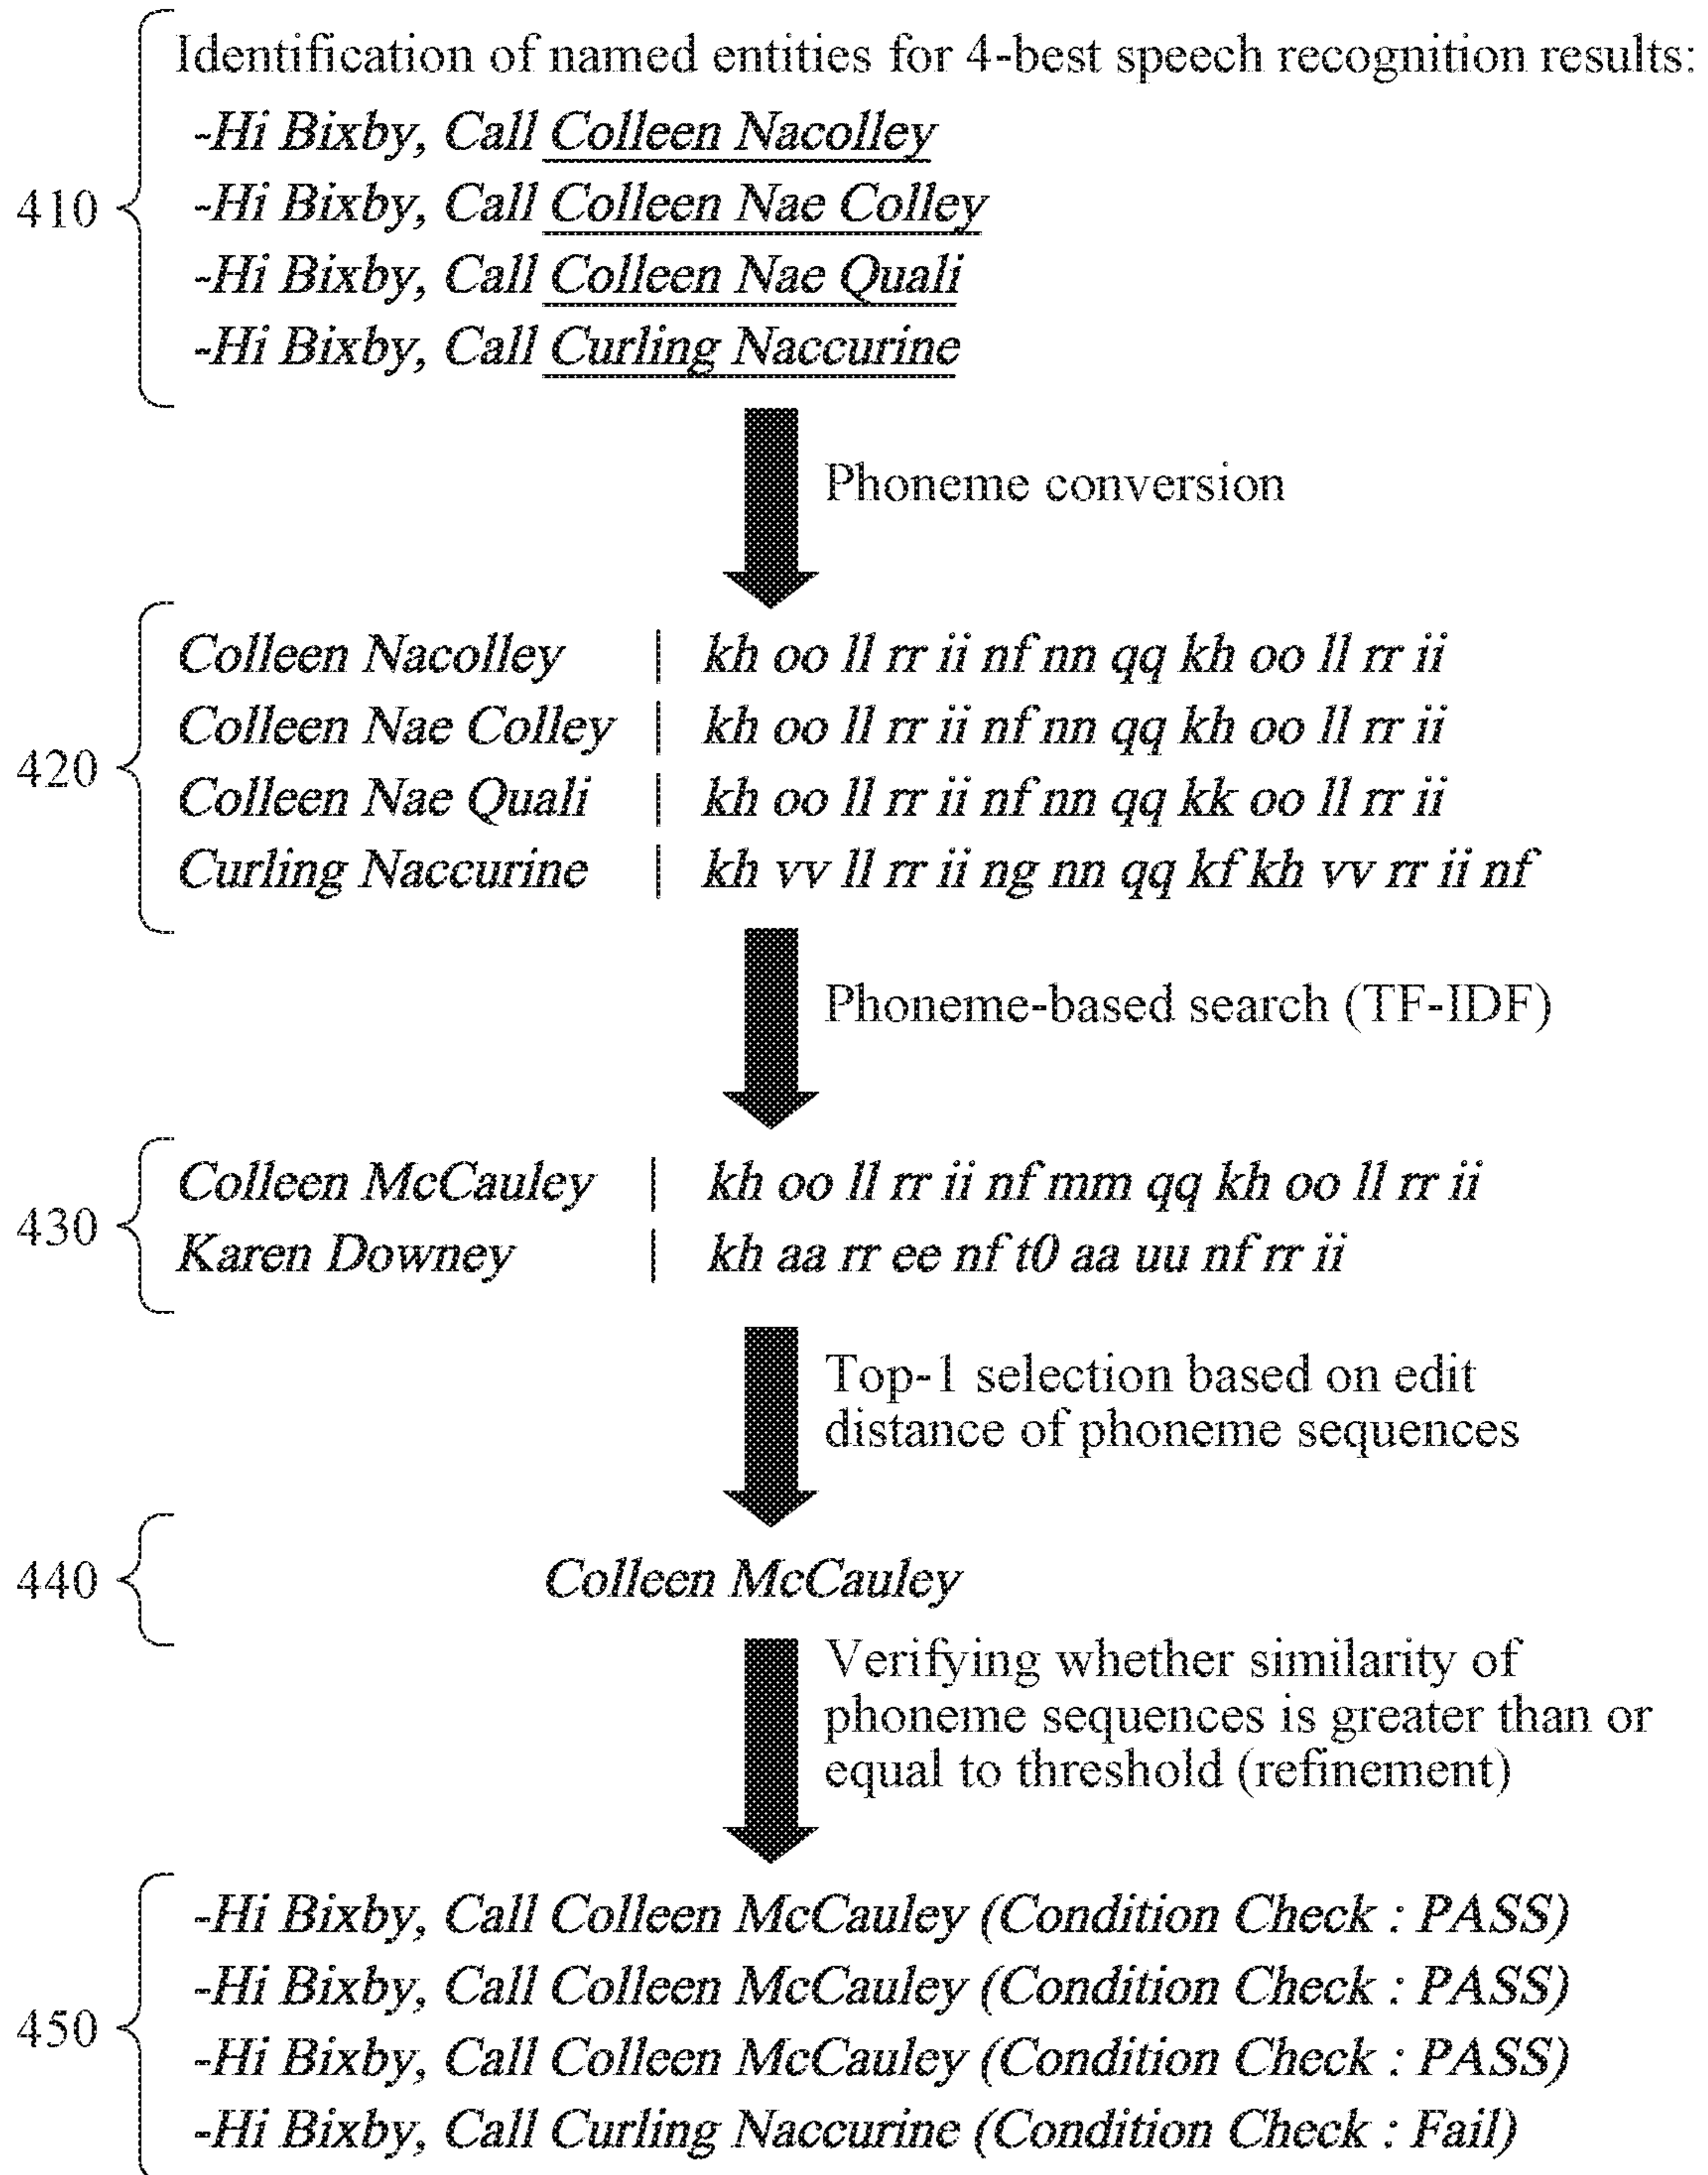 Identification of named entities for 4-best speech recognition results:
-Hi Bixby, Call Colleen Nacolley
410
-Hi Bixby, Call Colleen Nae Colley
-Hi Bixby, Call Colleen Nae Quali
-Hi Bixby, Call Curling Naccurine
Phoneme conversion
Colleen Nacolley | kh oo ll rr ii nf nn qq kh oo ll rr ii
Colleen Nae Colley | kh oo ll rr ii nf nn qq kh oo ll rr ii
420
Colleen Nae Quali | kh oo ll rr ii nf nn qq kk oo ll rr ii
Curling Naccurine | kh vv ll rr ii ng nn qq kf kh vv rr ii nf
Phoneme-based search (TF-IDF)
Colleen McCauley | kh oo ll rr ii nf mm qq kh oo ll rr ii
430
Karen Downey | kh aa rr ee nf t0 aa uu nf rr ii
Top-1 selection based on edit
distance of phoneme sequences
440
Colleen McCauley
Verifying whether similarity of
phoneme sequences is greater than or
equal to threshold (refinement)
-Hi Bixby, Call Colleen McCauley (Condition Check : PASS)
-Hi Bixby, Call Colleen McCauley (Condition Check : PASS)
450
-Hi Bixby, Call Colleen McCauley (Condition Check : PASS)
-Hi Bixby, Call Curling Naccurine (Condition Check : Fail)